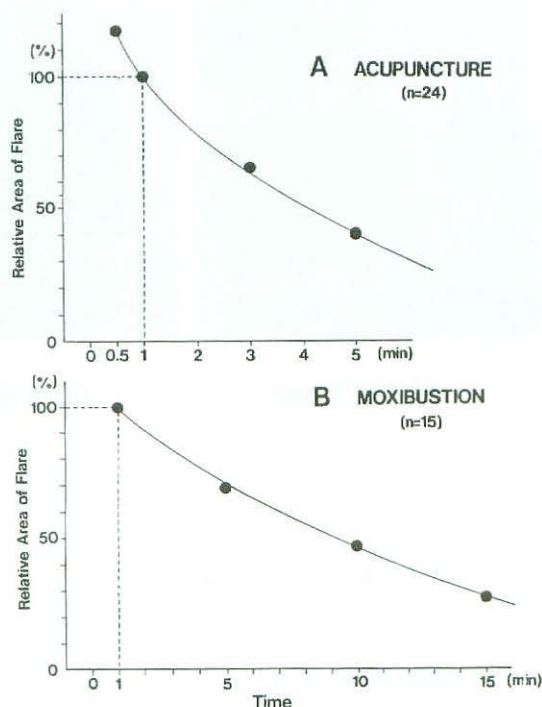 (%)
100
50
0
Relative Area of Flare
A ACUPUNCTURE
(n=24)
0 0.5 1 2 3 4 5 (min)
(%)
100
50
0
Relative Area of Flare
B MOXIBUSTION
(n=15)
0 1 5 10 15 (min)
Time